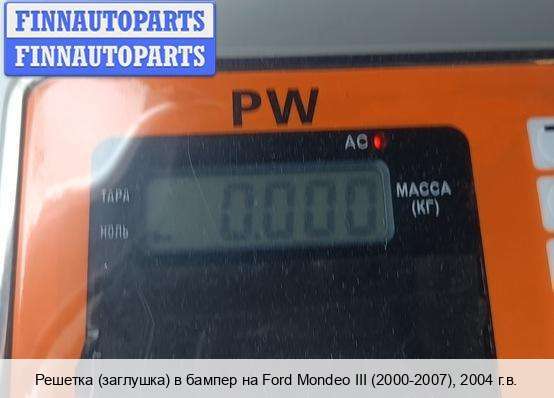 FINNAUTOPARTS
FINNAUTOPARTS
PW
AC
ТАРА
0.000
МАССА
(КГ)
НОЛЬ
Решетка (заглушка) в бампер на Ford Mondeo III (2000-2007), 2004 г.в.